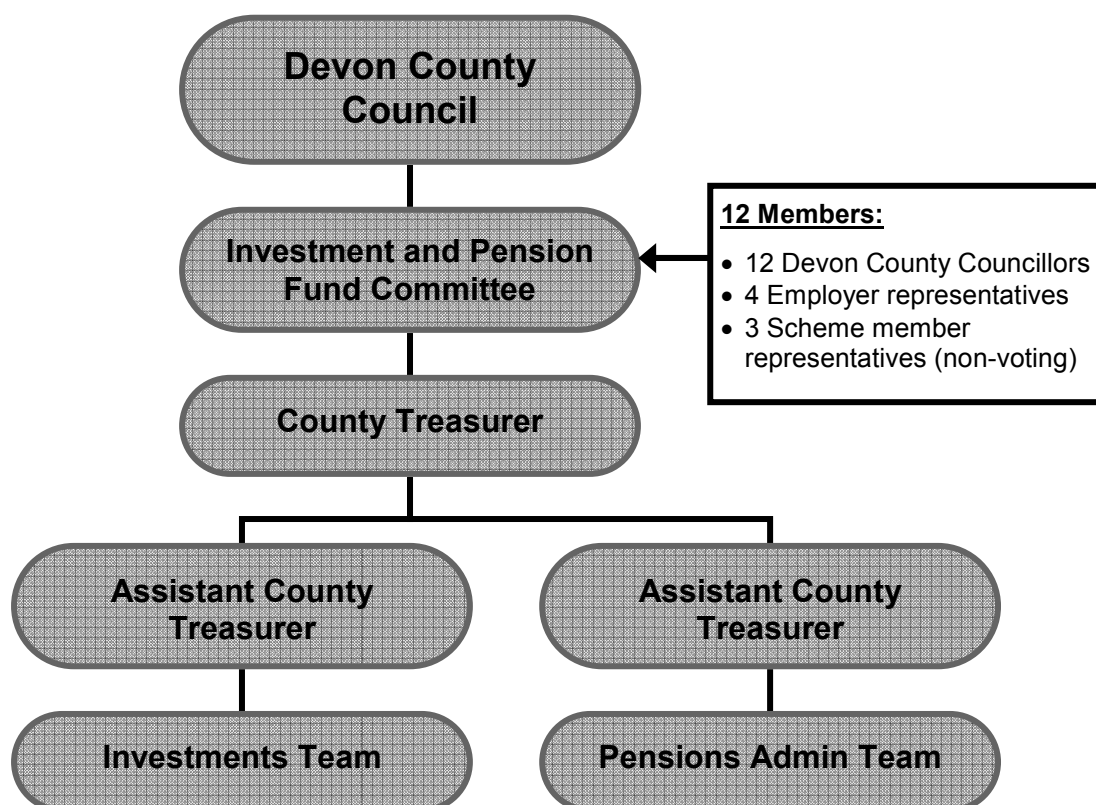 Devon County
Council
Investment and Pension
Fund Committee
12 Members:
• 12 Devon County Councillors
• 4 Employer representatives
• 3 Scheme member
representatives (non-voting)
County Treasurer
Assistant County
Treasurer
Assistant County
Treasurer
Investments Team
Pensions Admin Team